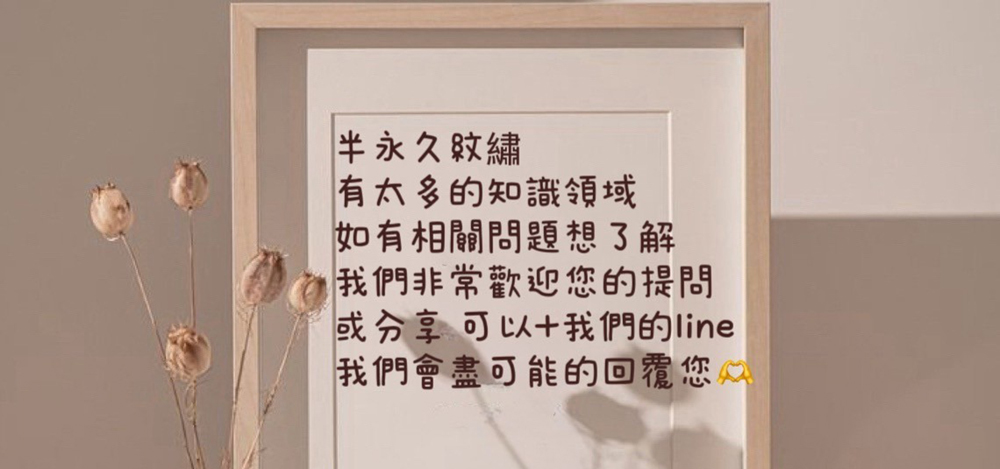 半永久紋繡
有太多的知識領域
如有相關問題想了解
我們非常歡迎您的提問
或分享 可以+我們的line
我們會盡可能的回覆您🫶